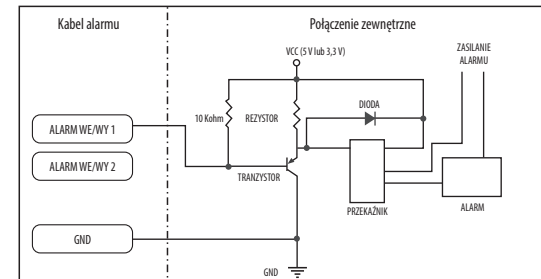 Kabel alarmu
Połączenie zewnętrzne
VCC (5 V lub 3,3 V)
ZASILANIE
ALARMU
DIODA
10 Kohm
REZYSTOR
ALARM WE/WY 1
ALARM WE/WY 2
TRANZYSTOR
PRZEKAŹNIK
ALARM
GND
GND